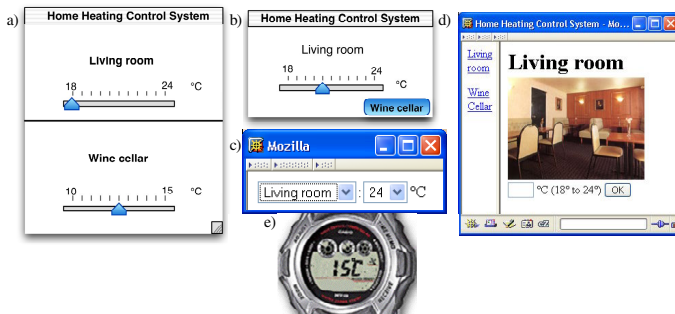 a)
Home Heating Control System
Living room
18 24 °C
Wine cellar
10 15 °C
b)
Home Heating Control System
Living room
18 24
°C
Wine cellar
c)
Mozilla
Living room : 24 °C
d)
Home Heating Control System - Mo...
Living
room
Wine
Cellar
Living room
°C (18° to 24°) OK
e)
CASIO